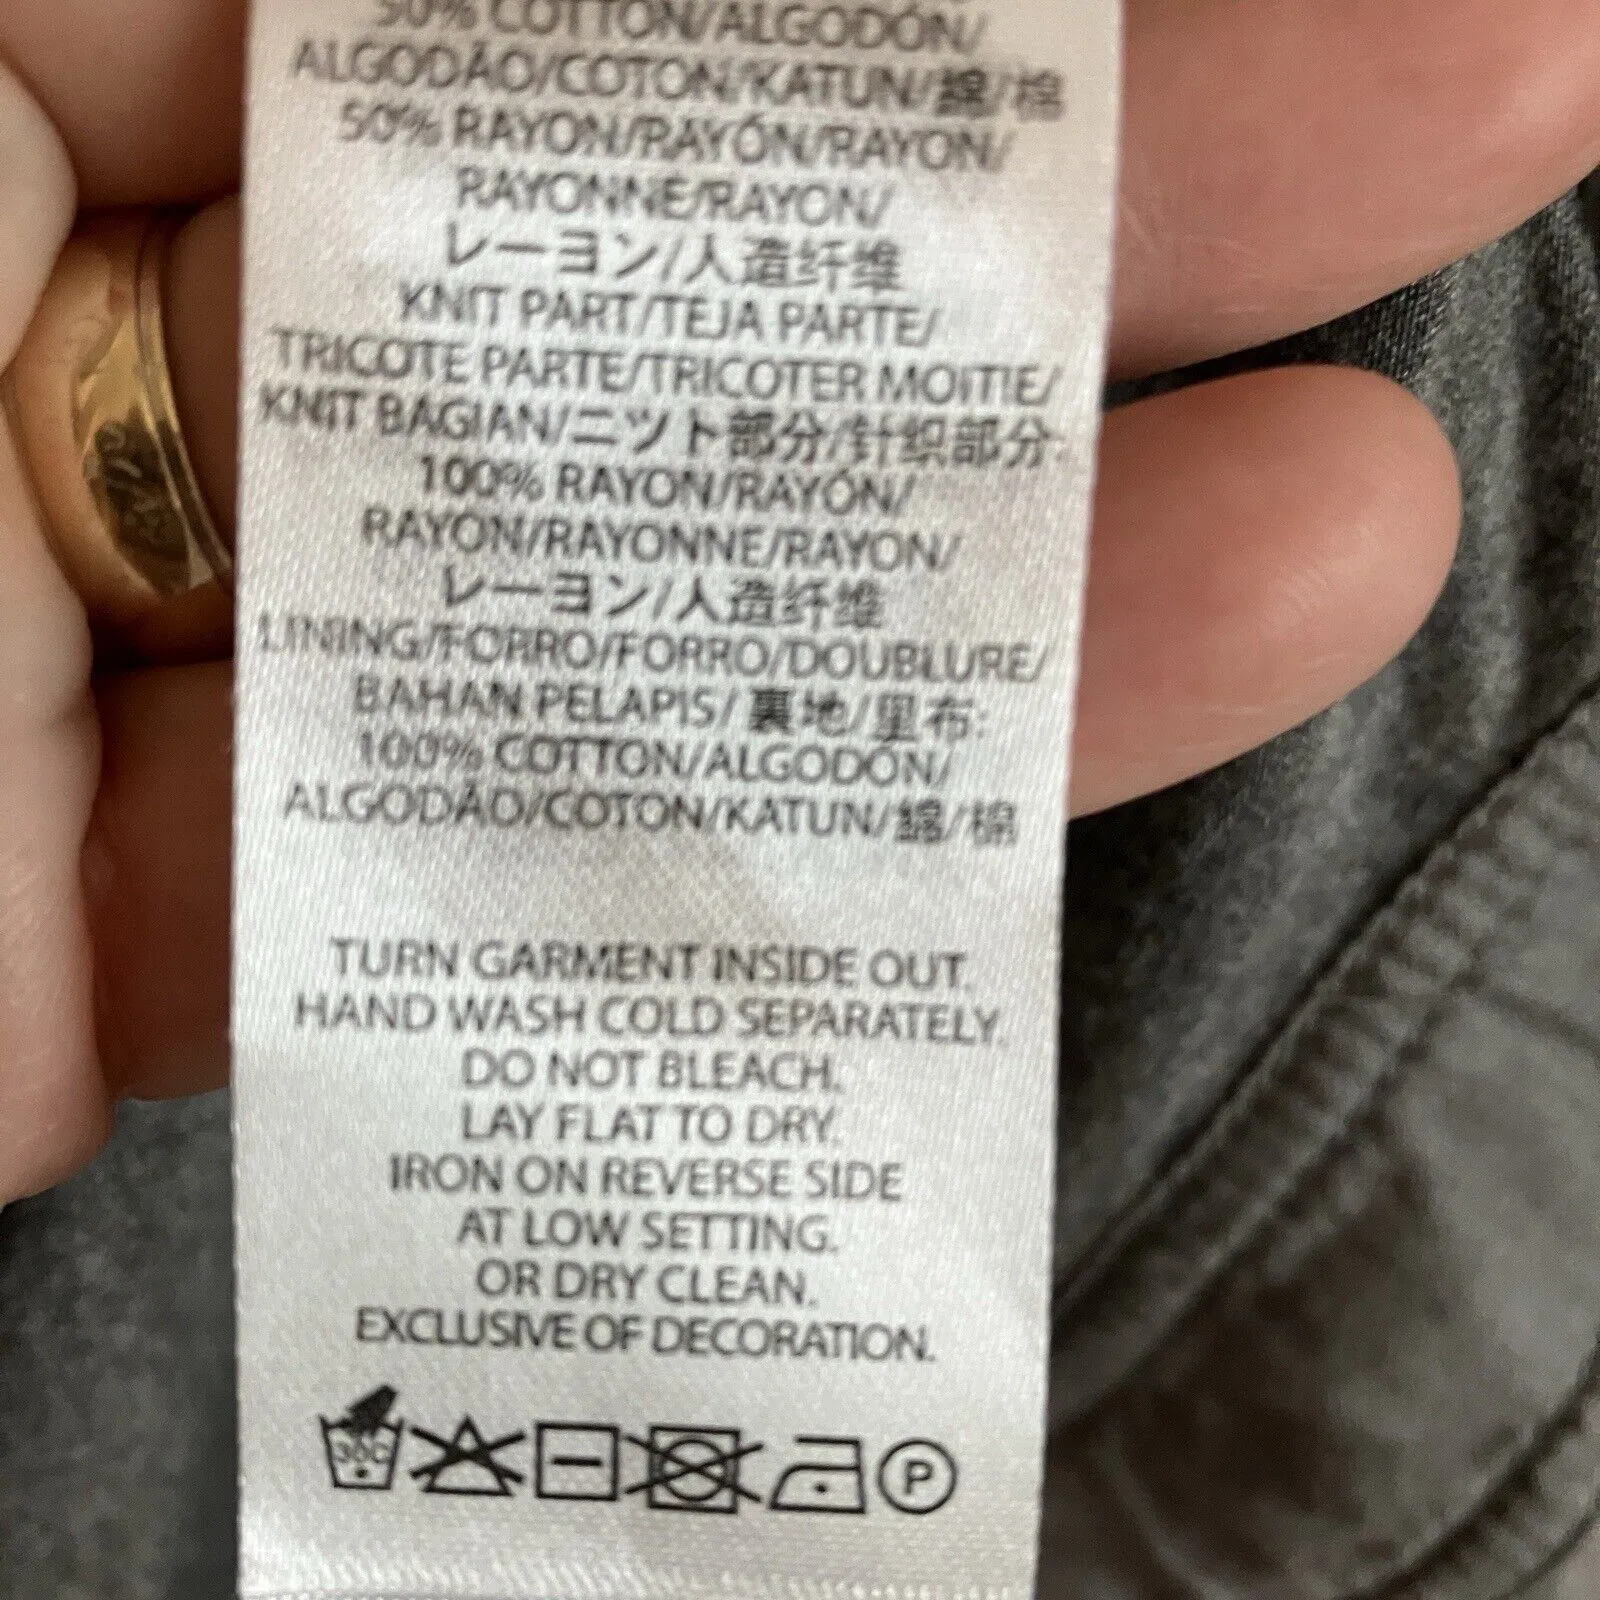 50% COTTON/ALGODÓN/
ALGODÃO/COTON/KATUN/綿/棉
50% RAYON/RAYÓN/RAYON/
RAYONNE/RAYON/
レーヨン/人造纤维
KNIT PART/TEJA PARTE/
TRICOTE PARTE/TRICOTER MOITIE/
KNIT BAGIAN/ニット部分/针织部分:
100% RAYON/RAYÓN/
RAYON/RAYONNE/RAYON/
レーヨン/人造纤维
LINING/FORRO/FORRO/DOUBLURE/
BAHAN PELAPIS/裏地/里布:
100% COTTON/ALGODÓN/
ALGODÃO/COTON/KATUN/綿/棉
TURN GARMENT INSIDE OUT.
HAND WASH COLD SEPARATELY.
DO NOT BLEACH.
LAY FLAT TO DRY.
IRON ON REVERSE SIDE
AT LOW SETTING.
OR DRY CLEAN.
EXCLUSIVE OF DECORATION.
30C P